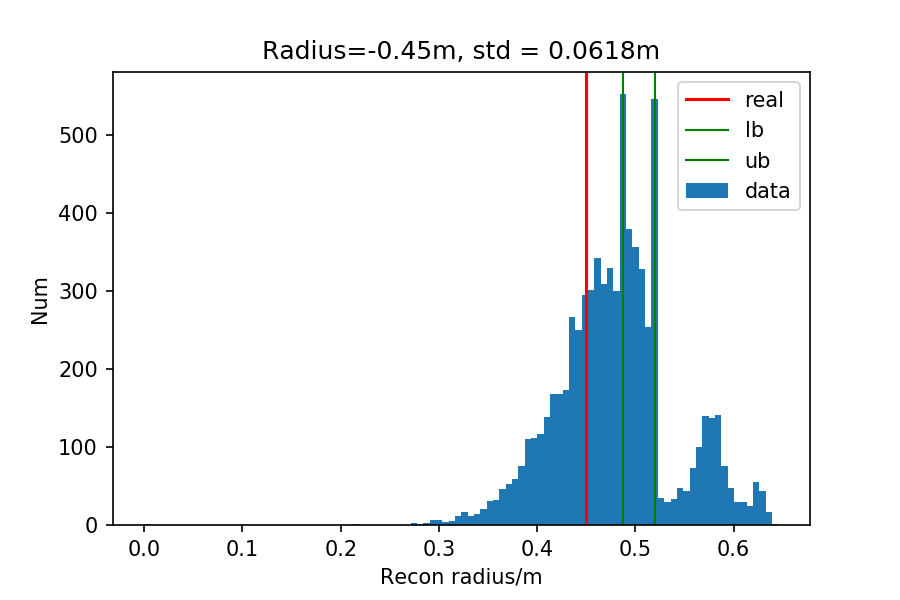 Radius=-0.45m, std = 0.0618m
real
lb
ub
data
500
400
300
200
100
0
Num
0.0 0.1 0.2 0.3 0.4 0.5 0.6
Recon radius/m